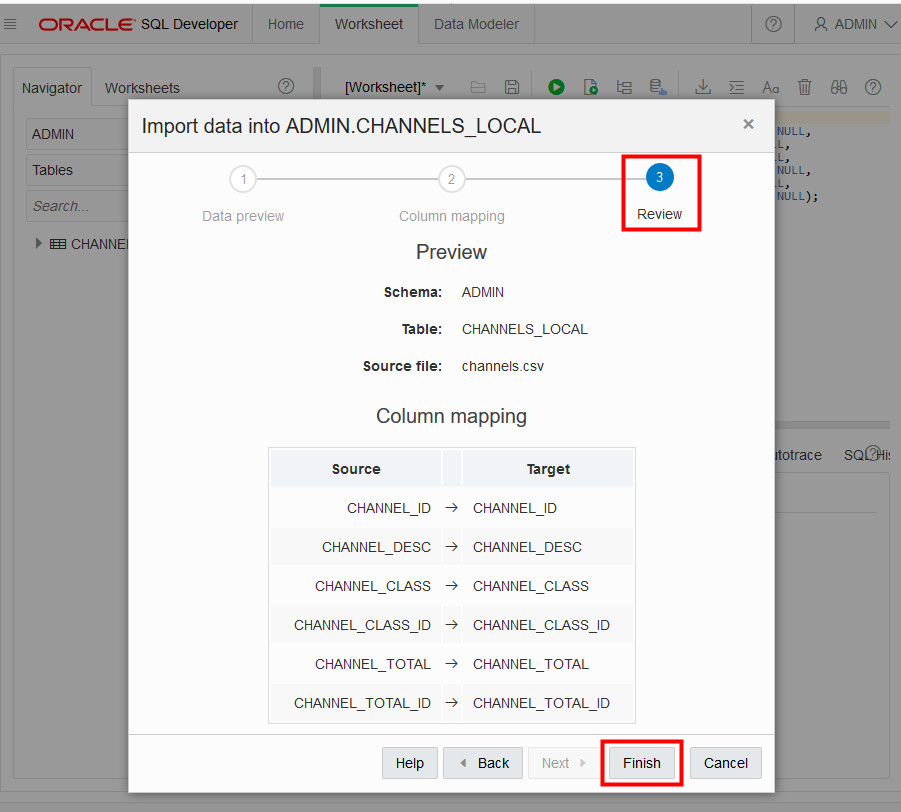 ORACLE SQL Developer Home Worksheet Data Modeler ADMIN
Navigator Worksheets [Worksheet]* Aa
ADMIN
Tables
Search...
CHANNE
NULL,
L,
L,
NULL,
L,
NULL);
Import data into ADMIN.CHANNELS_LOCAL
1 2 3
Data preview Column mapping Review
Preview
Schema: ADMIN
Table: CHANNELS_LOCAL
Source file: channels.csv
Column mapping
utotrace SQL His
Source Target
CHANNEL_ID → CHANNEL_ID
CHANNEL_DESC → CHANNEL_DESC
CHANNEL_CLASS → CHANNEL_CLASS
CHANNEL_CLASS_ID → CHANNEL_CLASS_ID
CHANNEL_TOTAL → CHANNEL_TOTAL
CHANNEL_TOTAL_ID → CHANNEL_TOTAL_ID
Help Back Next Finish Cancel